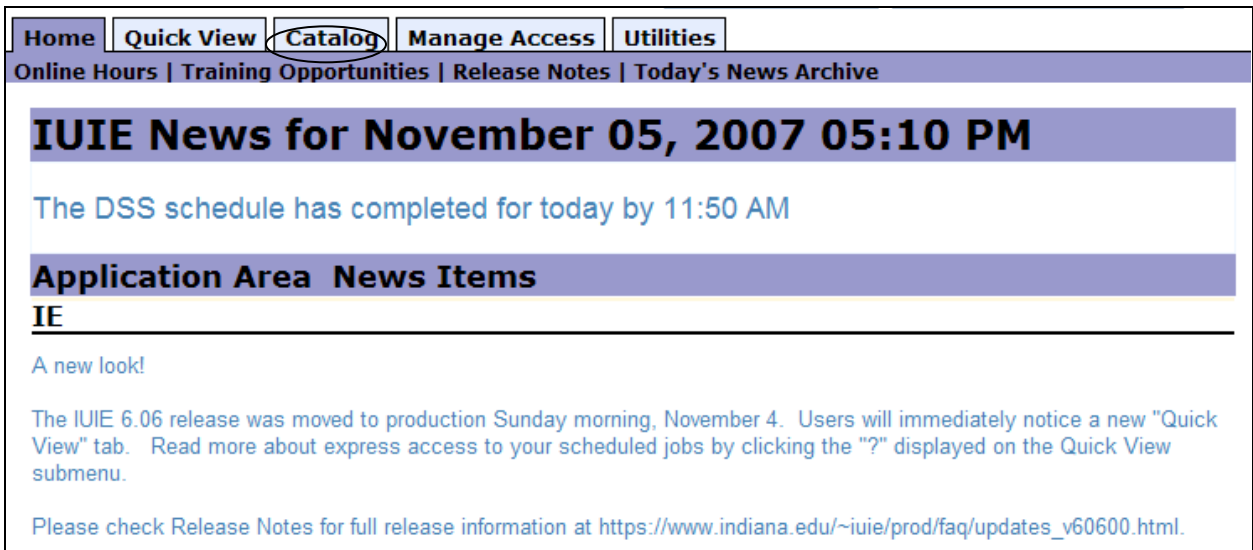 Home Quick View Catalog Manage Access Utilities
Online Hours | Training Opportunities | Release Notes | Today's News Archive
IUIE News for November 05, 2007 05:10 PM
The DSS schedule has completed for today by 11:50 AM
Application Area News Items
IE
A new look!
The IUIE 6.06 release was moved to production Sunday morning, November 4. Users will immediately notice a new "Quick
View" tab. Read more about express access to your scheduled jobs by clicking the "?" displayed on the Quick View
submenu.
Please check Release Notes for full release information at https://www.indiana.edu/~iuie/prod/faq/updates_v60600.html.